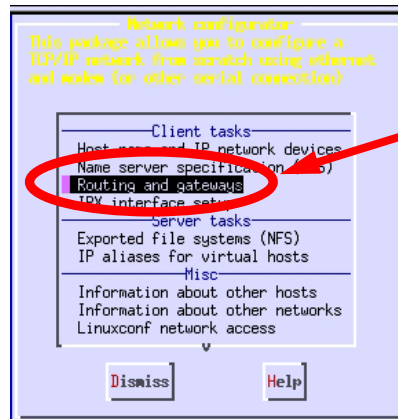 Network configurator
This package allows you to configure a
TCP/IP network from scratch using ethernet
and modem (or other serial connection)
Client tasks
Host name and IP network devices
Name server specification (DNS)
Routing and gateways
IPX interface setup
Server tasks
Exported file systems (NFS)
IP aliases for virtual hosts
Misc
Information about other hosts
Information about other networks
Linuxconf network access
Dismiss
Help